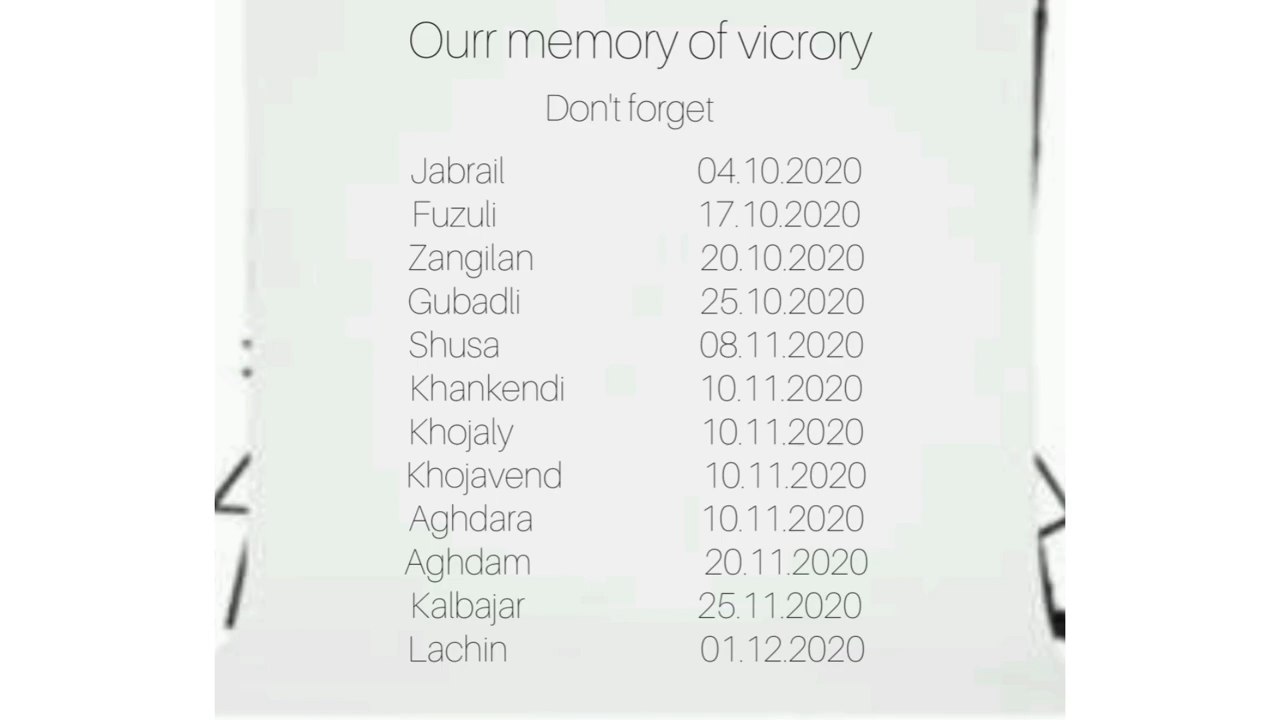 Ourr memory of vicrory
Don't forget
Jabrail 04.10.2020
Fuzuli 17.10.2020
Zangilan 20.10.2020
Gubadli 25.10.2020
Shusa 08.11.2020
Khankendi 10.11.2020
Khojaly 10.11.2020
Khojavend 10.11.2020
Aghdara 10.11.2020
Aghdam 20.11.2020
Kalbajar 25.11.2020
Lachin 01.12.2020